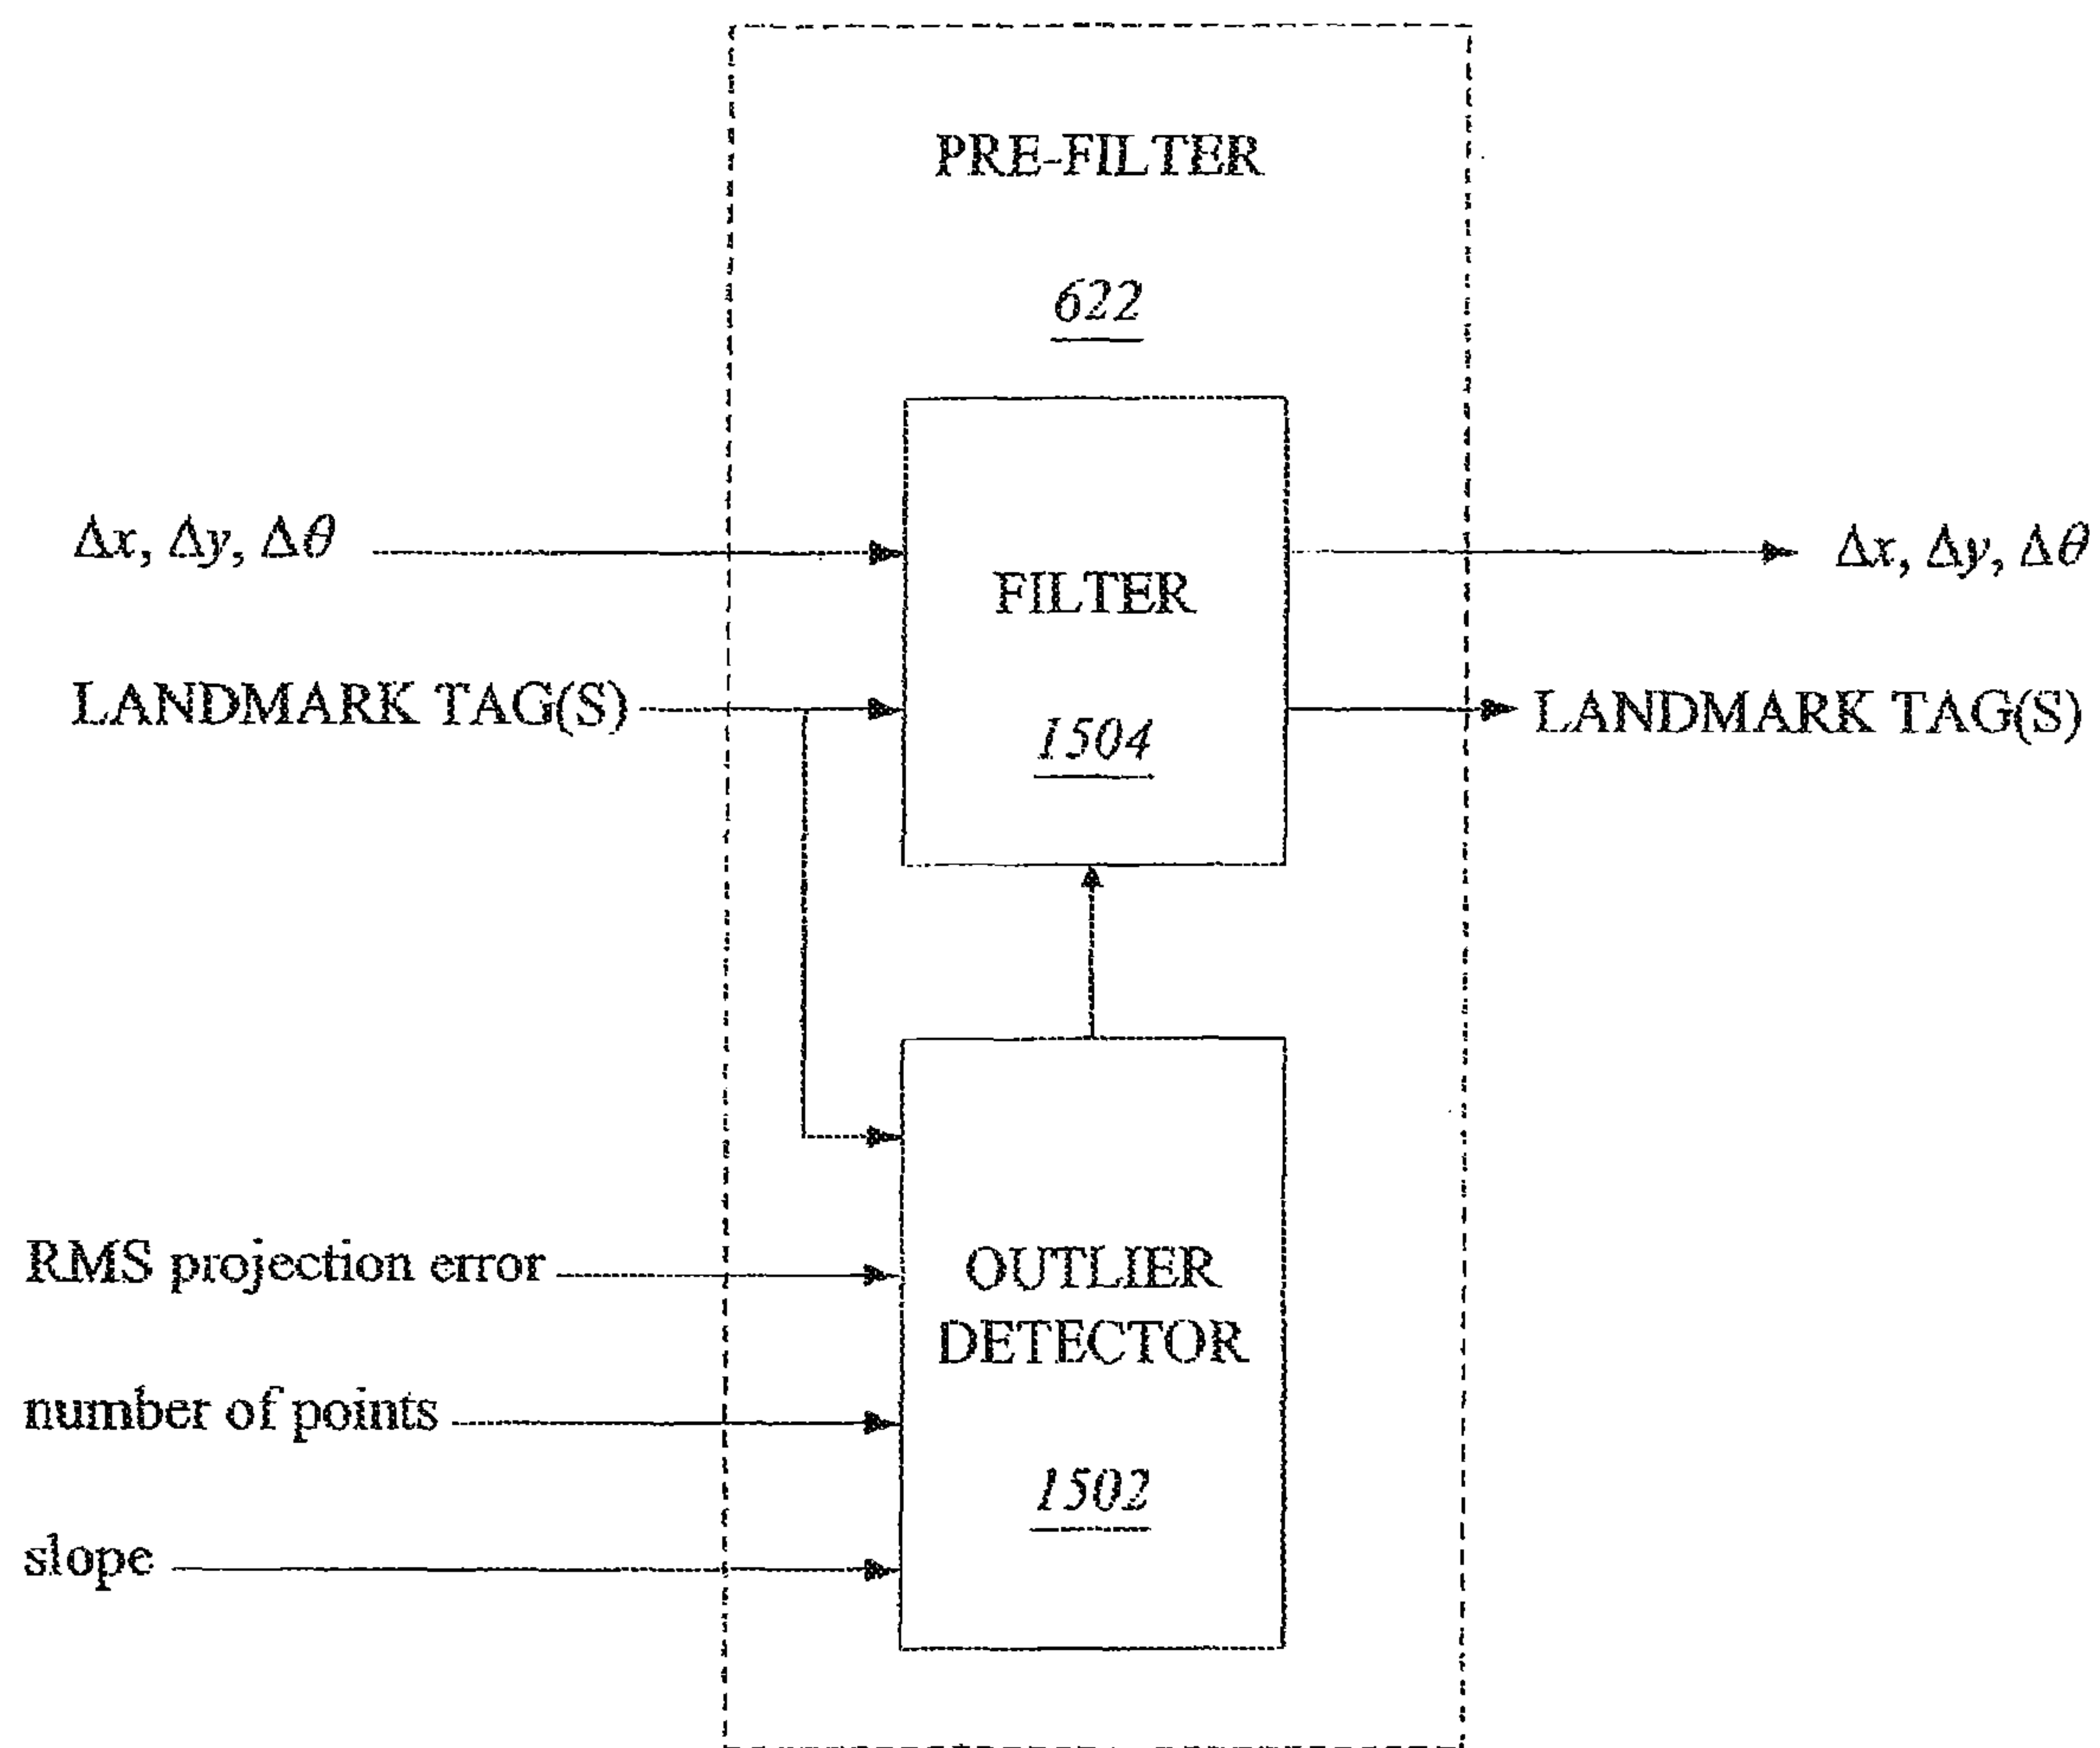 PRE-FILTER
622
Δx, Δy, Δθ
Δx, Δy, Δθ
FILTER
LANDMARK TAG(S)
LANDMARK TAG(S)
1504
RMS projection error
OUTLIER
DETECTOR
number of points
1502
slope